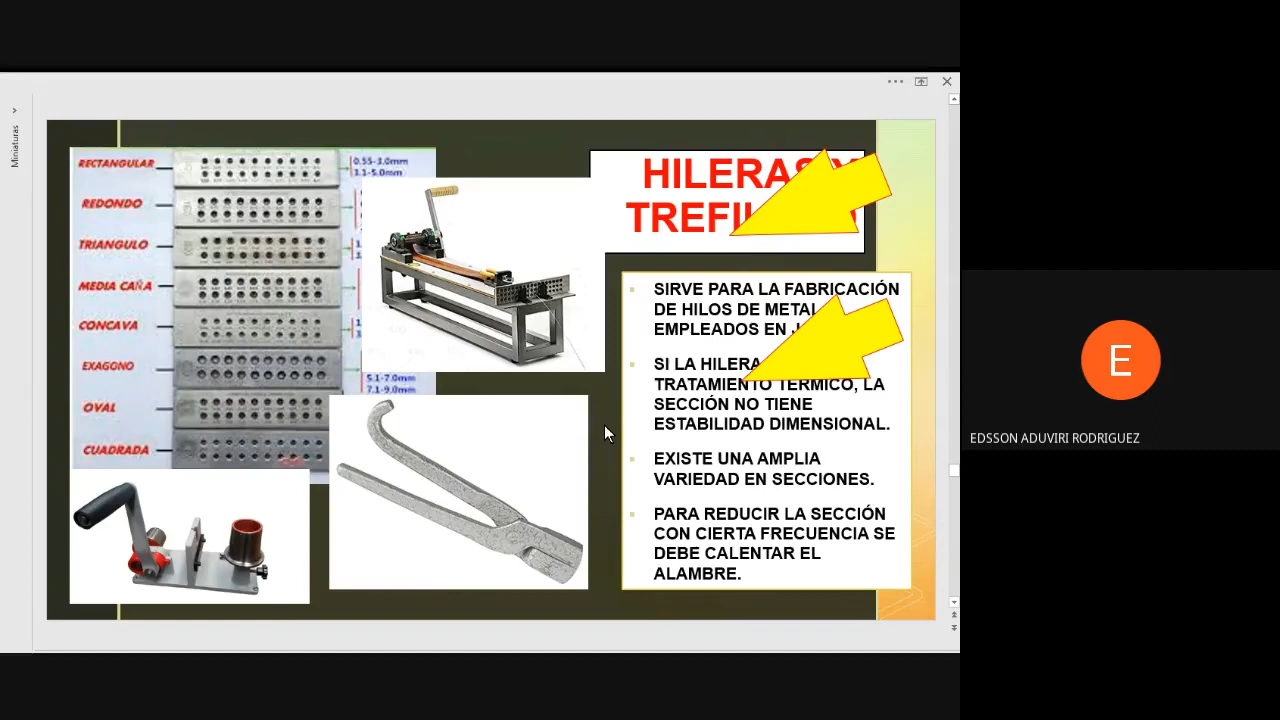 Miniaturas
RECTANGULAR
0.55-3.0mm
3.1-5.0mm
REDONDO
TRIANGULO
MEDIA CAÑA
CONCAVA
EXAGONO
5.1-7.0mm
7.1-9.0mm
OVAL
CUADRADA
HILERAS Y
SIRVE PARA LA FABRICACIÓN
DE HILOS DE METAL
EMPLEADOS EN
SI LA HILERA
TRATAMIENTO TÉRMICO, LA
SECCIÓN NO TIENE
ESTABILIDAD DIMENSIONAL.
EXISTE UNA AMPLIA
VARIEDAD EN SECCIONES.
PARA REDUCIR LA SECCIÓN
CON CIERTA FRECUENCIA SE
DEBE CALENTAR EL
ALAMBRE.
E
EDSSON ADUVIRI RODRIGUEZ